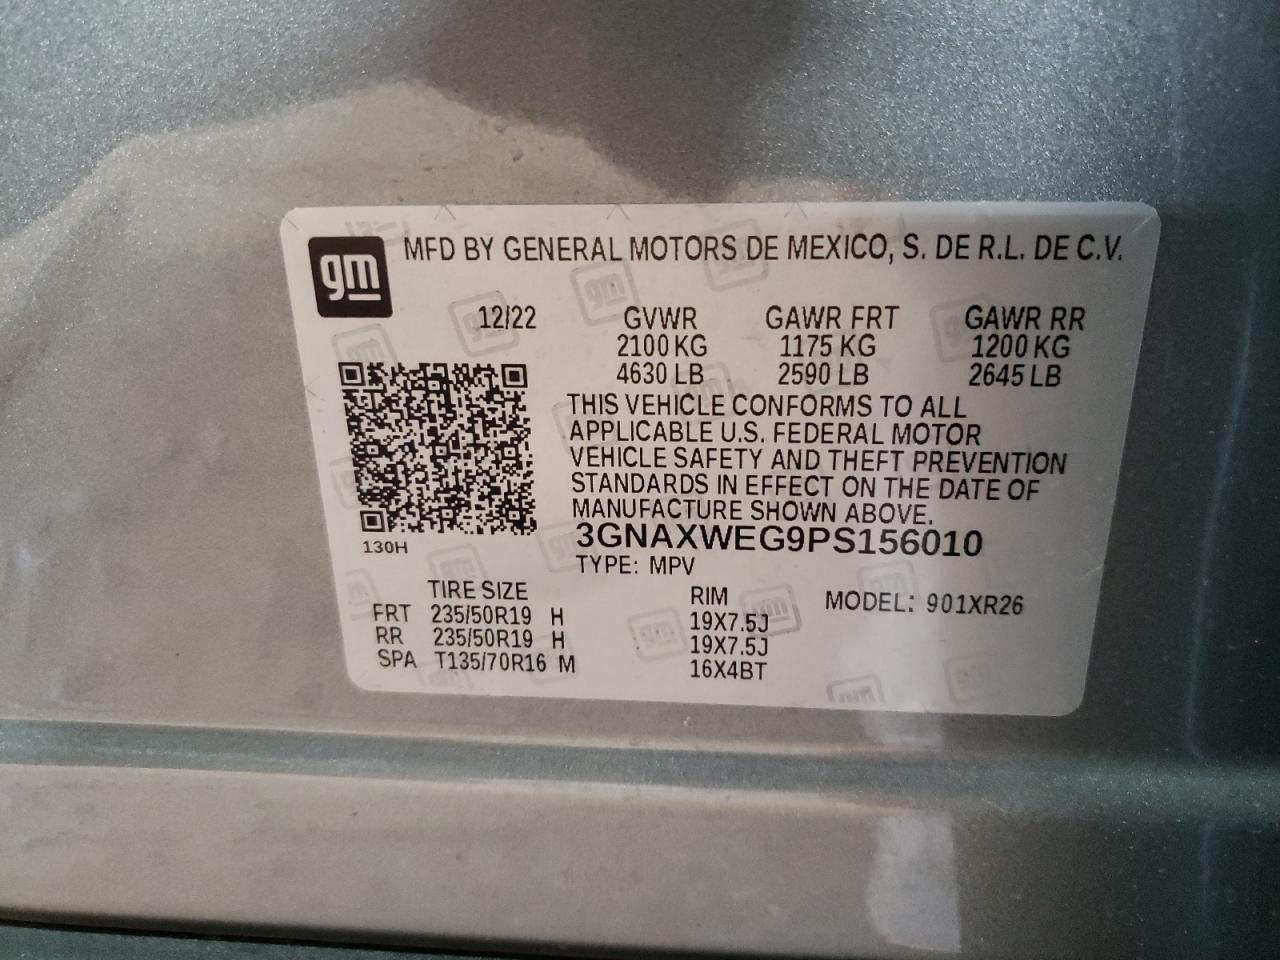 gm MFD BY GENERAL MOTORS DE MEXICO, S. DE R.L. DE C.V.
12/22 GVWR GAWR FRT GAWR RR
2100 KG 1175 KG 1200 KG
4630 LB 2590 LB 2645 LB
THIS VEHICLE CONFORMS TO ALL
APPLICABLE U.S. FEDERAL MOTOR
VEHICLE SAFETY AND THEFT PREVENTION
STANDARDS IN EFFECT ON THE DATE OF
MANUFACTURE SHOWN ABOVE.
3GNAXWEG9PS156010
130H
TYPE: MPV
TIRE SIZE RIM MODEL: 901XR26
FRT 235/50R19 H 19X7.5J
RR 235/50R19 H 19X7.5J
SPA T135/70R16 M 16X4BT